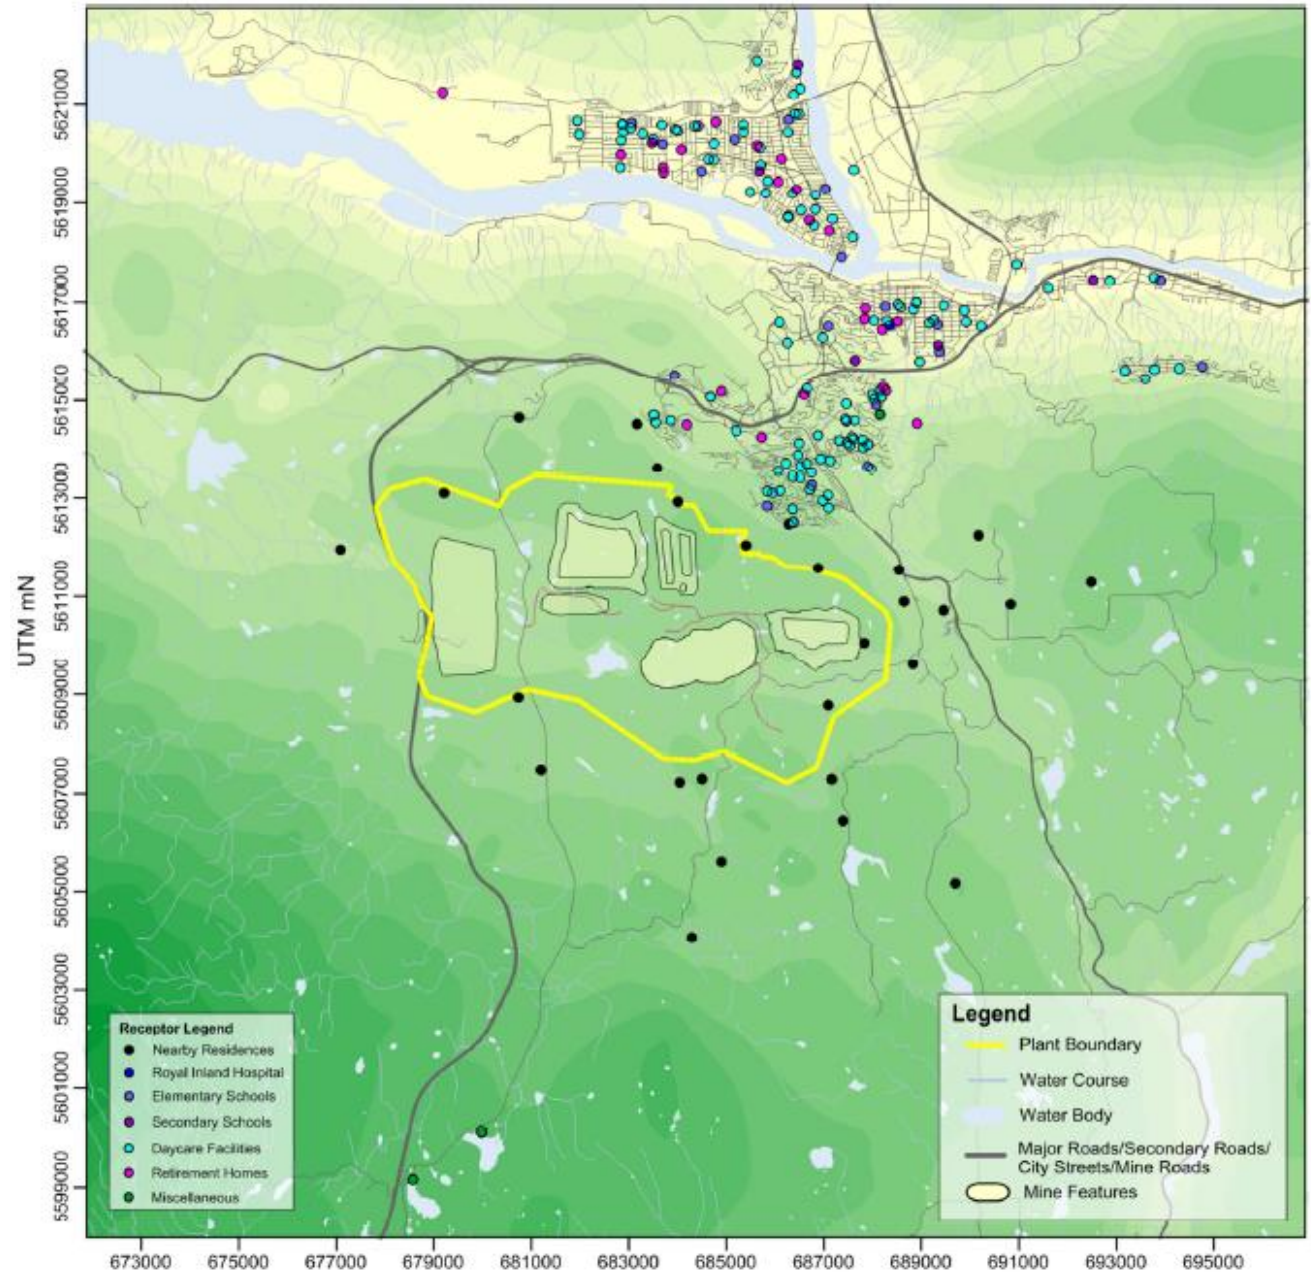 UTM mN
5621000
5619000
5617000
5615000
5613000
5611000
5609000
5607000
5605000
5603000
5601000
5599000
Receptor Legend
Nearby Residences
Royal Inland Hospital
Elementary Schools
Secondary Schools
Daycare Facilities
Retirement Homes
Miscellaneous
Legend
Plant Boundary
Water Course
Water Body
Major Roads/Secondary Roads/
City Streets/Mine Roads
Mine Features
673000 675000 677000 679000 681000 683000 685000 687000 689000 691000 693000 695000